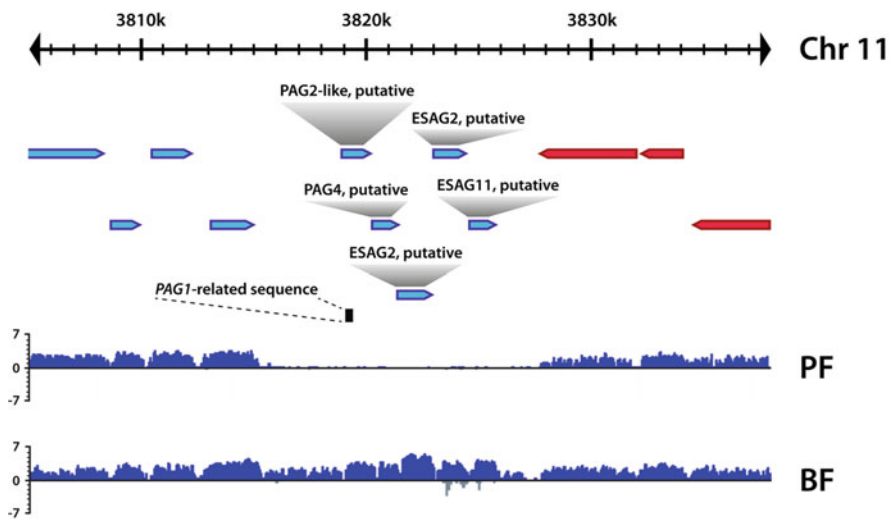 3810k 3820k 3830k
Chr 11
PAG2-like, putative
ESAG2, putative
PAG4, putative
ESAG11, putative
ESAG2, putative
PAG1-related sequence
7
0
-7
PF
7
0
-7
BF